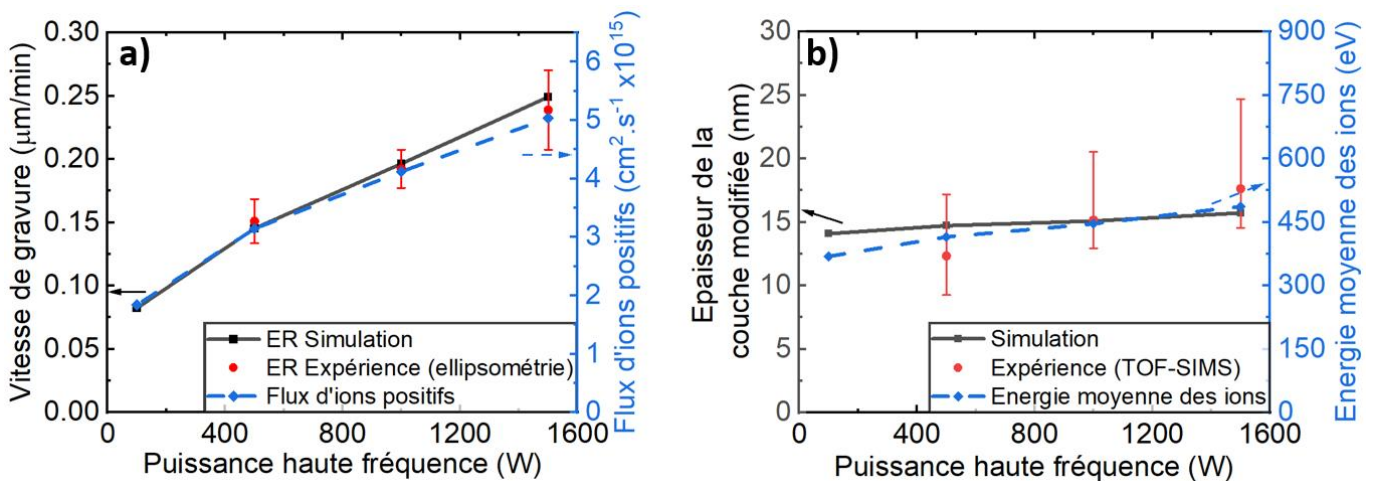 a)
Vitesse de gravure (μm/min)
0.30
0.25
0.20
0.15
0.10
0.05
0.00
Flux d'ions positifs (cm².s⁻¹ x10¹⁵)
6
5
4
3
2
1
0
ER Simulation
ER Expérience (ellipsométrie)
Flux d'ions positifs
0 400 800 1200 1600
Puissance haute fréquence (W)
b)
Epaisseur de la
couche modifiée (nm)
30
25
20
15
10
5
0
Energie moyenne des ions (eV)
900
750
600
450
300
150
0
Simulation
Expérience (TOF-SIMS)
Energie moyenne des ions
0 400 800 1200 1600
Puissance haute fréquence (W)